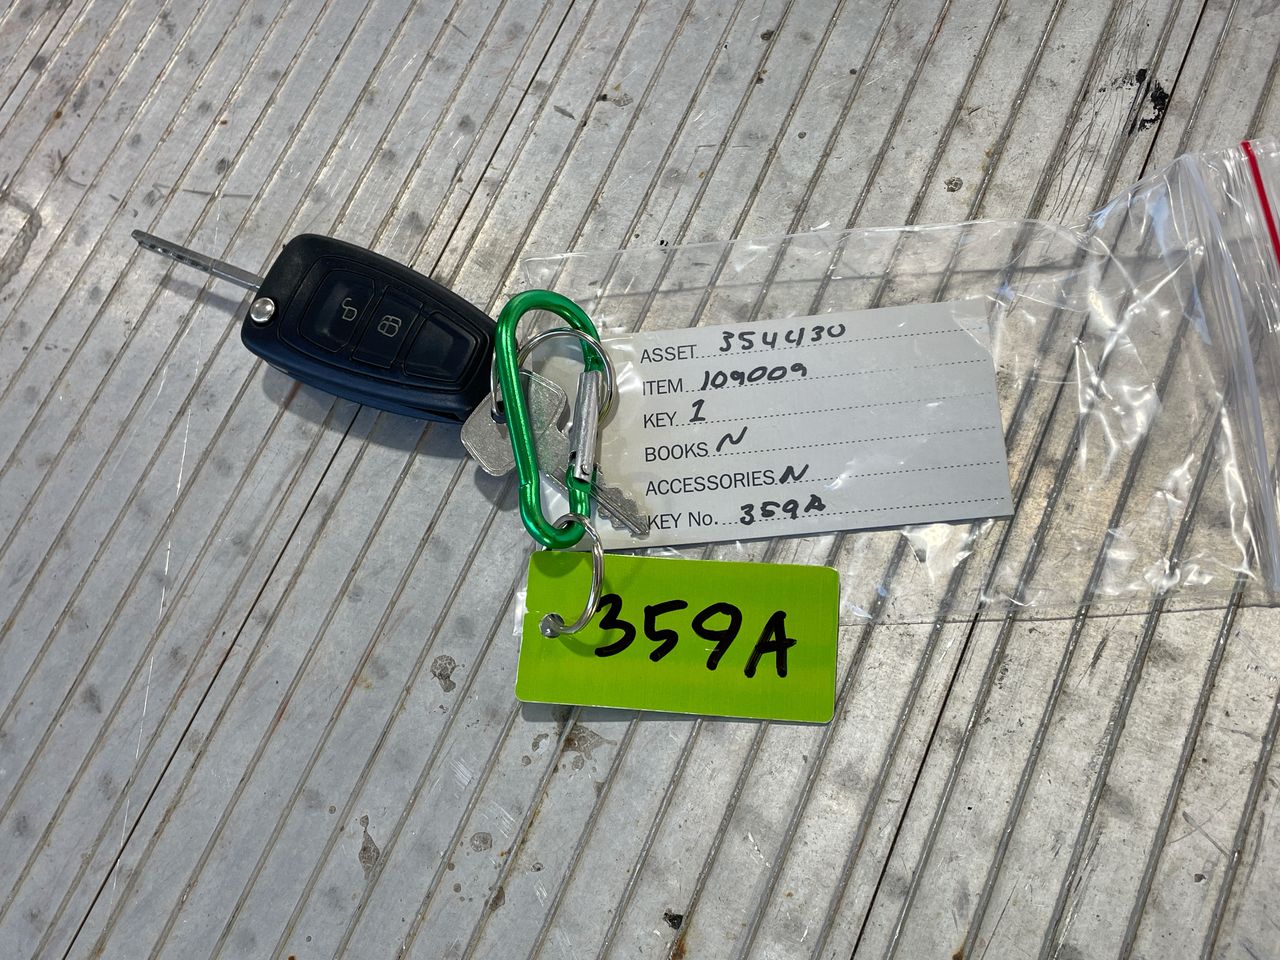 ASSET 354430
ITEM 109009
KEY 1
BOOKS N
ACCESSORIES N
KEY No. 359A
359A